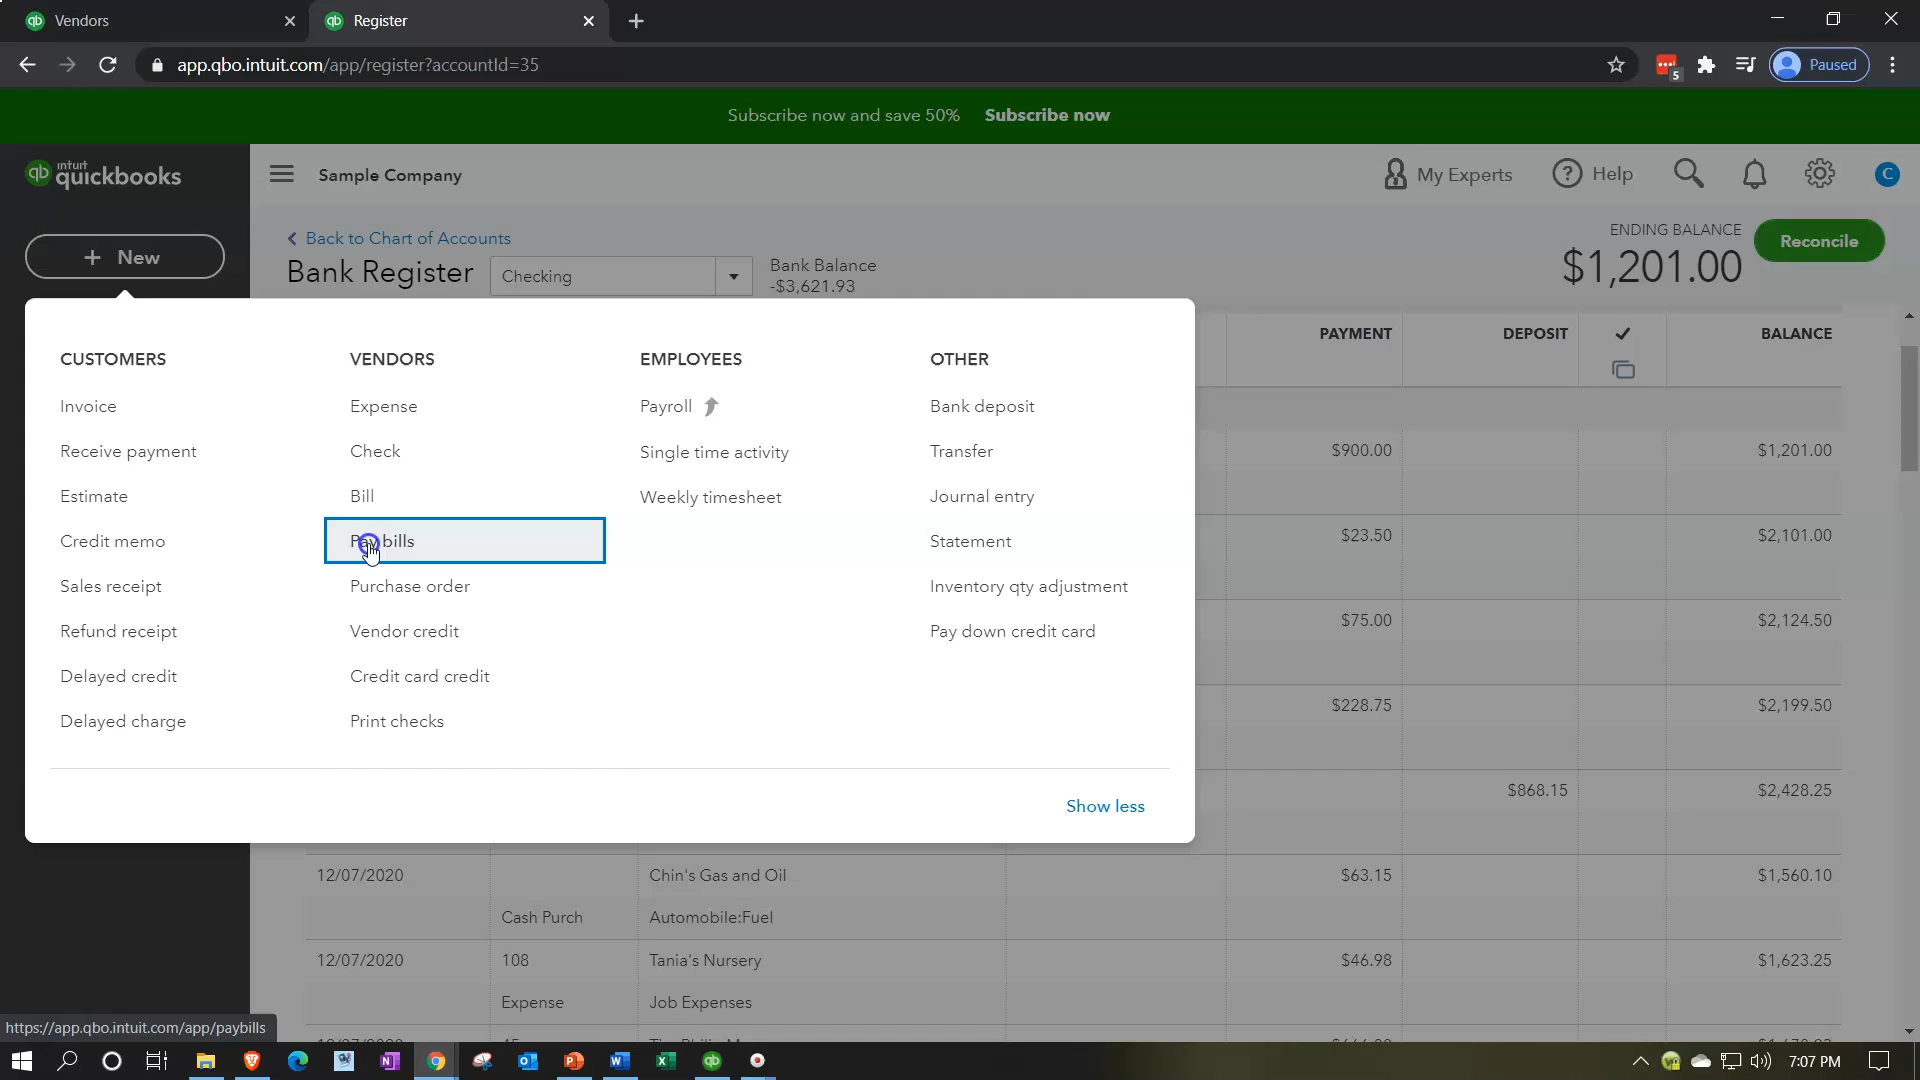 Vendors
Register
app.qbo.intuit.com/app/register?accountId=35
5
Paused
Subscribe now and save 50% Subscribe now
intuit
quickbooks
Sample Company
My Experts
Help
C
+ New
Back to Chart of Accounts
Bank Register
Checking
Bank Balance
-$3,621.93
ENDING BALANCE
$1,201.00
Reconcile
PAYMENT DEPOSIT BALANCE
CUSTOMERS
Invoice
Receive payment
Estimate
Credit memo
Sales receipt
Refund receipt
Delayed credit
Delayed charge
VENDORS
Expense
Check
Bill
Pay bills
Purchase order
Vendor credit
Credit card credit
Print checks
EMPLOYEES
Payroll
Single time activity
Weekly timesheet
OTHER
Bank deposit
Transfer
Journal entry
Statement
Inventory qty adjustment
Pay down credit card
Show less
$900.00 $1,201.00
$23.50 $2,101.00
$75.00 $2,124.50
$228.75 $2,199.50
$868.15 $2,428.25
12/07/2020 Chin's Gas and Oil $63.15 $1,560.10
Cash Purch Automobile:Fuel
12/07/2020 108 Tania's Nursery $46.98 $1,623.25
Expense Job Expenses
https://app.qbo.intuit.com/app/paybills
7:07 PM